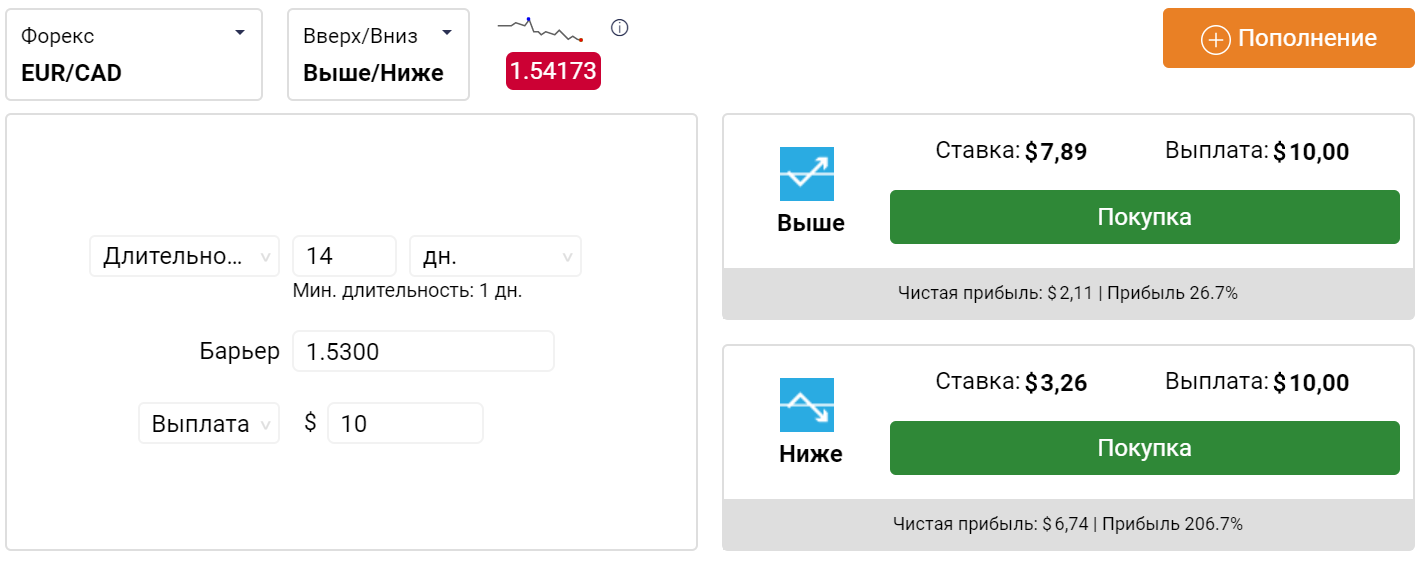 Форекс
EUR/CAD
Вверх/Вниз
Выше/Ниже
1.54173
Пополнение
Длительно...
14
дн.
Мин. длительность: 1 дн.
Барьер
1.5300
Выплата
$
10
Ставка: $7,89
Выплата: $10,00
Выше
Покупка
Чистая прибыль: $2,11 | Прибыль 26.7%
Ставка: $3,26
Выплата: $10,00
Ниже
Покупка
Чистая прибыль: $6,74 | Прибыль 206.7%